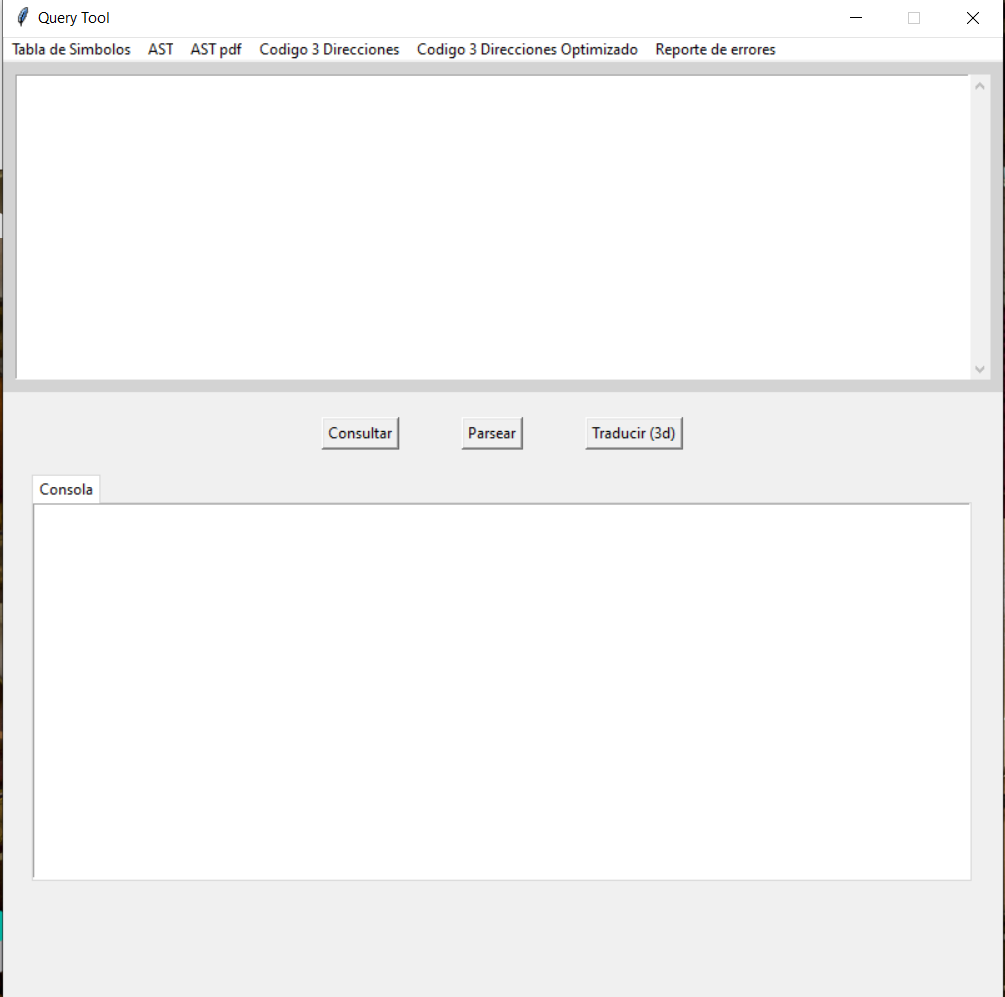 Query Tool
Tabla de Simbolos AST AST pdf Codigo 3 Direcciones Codigo 3 Direcciones Optimizado Reporte de errores
Consultar Parsear Traducir (3d)
Consola